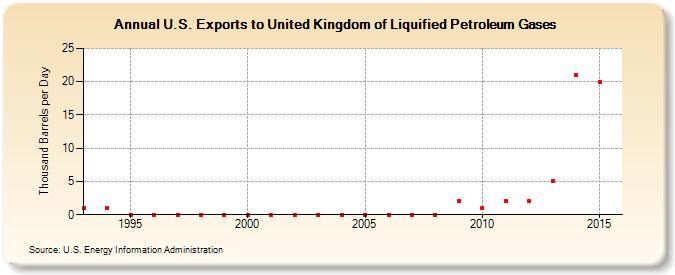 Annual U.S. Exports to United Kingdom of Liquified Petroleum Gases
Thousand Barrels per Day
25
20
15
10
5
0
1995 2000 2005 2010 2015
Source: U.S. Energy Information Administration